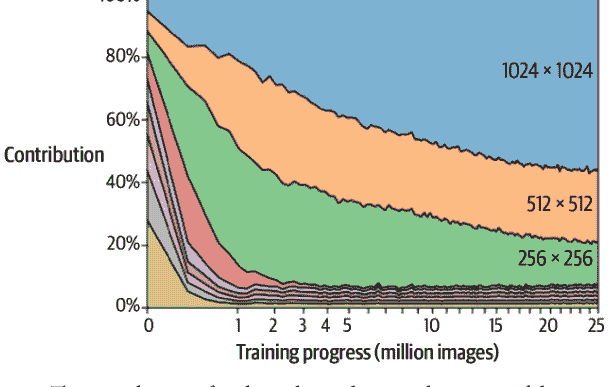 100%
80%
1024 × 1024
60%
Contribution
40%
512 × 512
20%
256 × 256
0%
0 1 2 3 4 5 10 15 20 25
Training progress (million images)